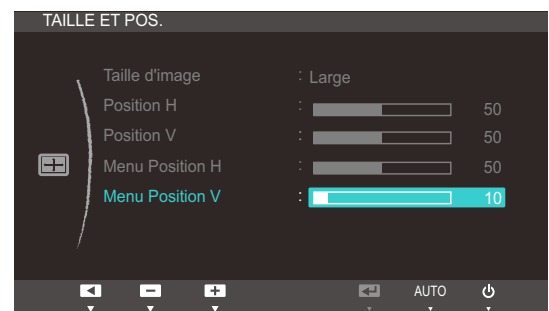 TAILLE ET POS.
Taille d'image : Large
Position H : 50
Position V : 50
Menu Position H : 50
Menu Position V : 10
AUTO